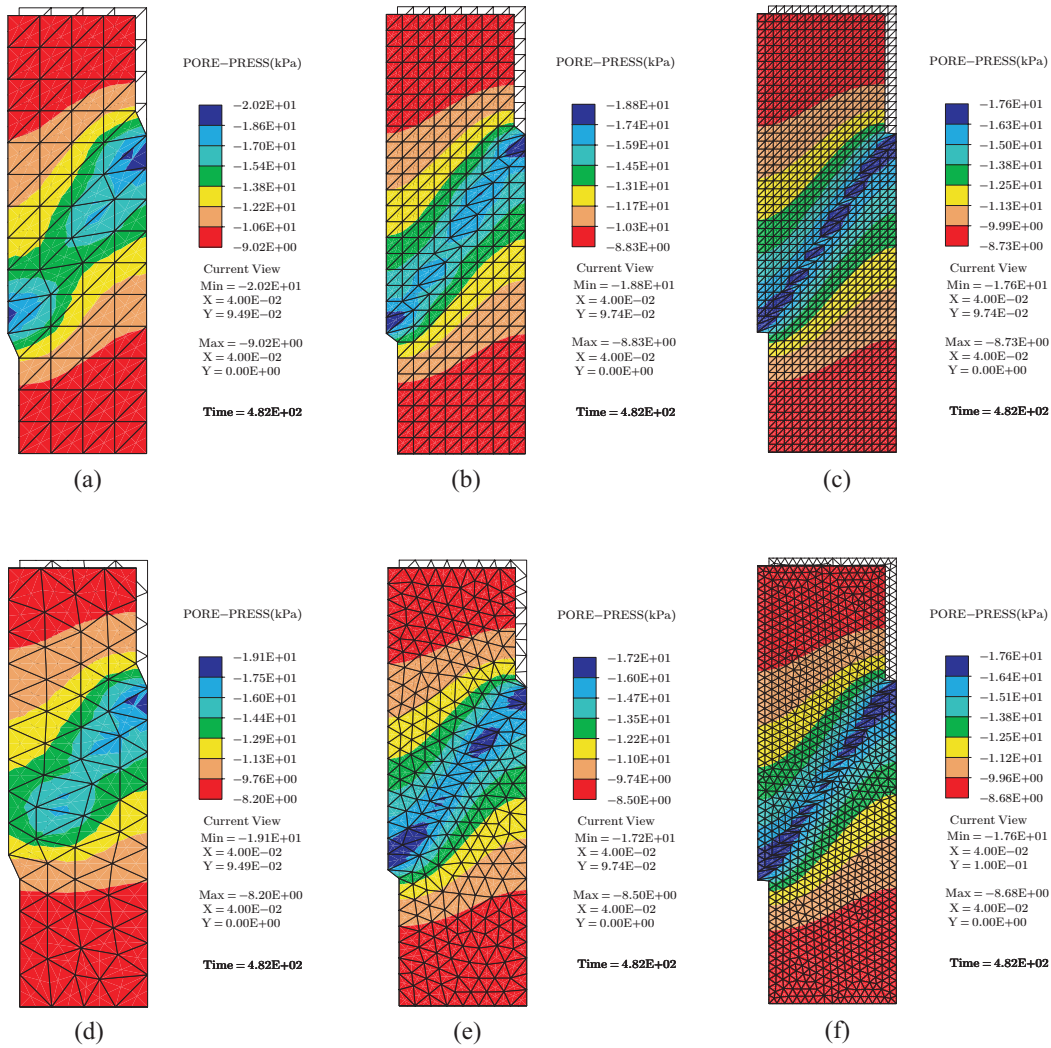 PORE−PRESS(kPa)
−2.02E+01
−1.86E+01
−1.70E+01
−1.54E+01
−1.38E+01
−1.22E+01
−1.06E+01
−9.02E+00
Current View
Min = −2.02E+01
X = 4.00E−02
Y = 9.49E−02
Max = −9.02E+00
X = 4.00E−02
Y = 0.00E+00
Time = 4.82E+02
(a)
PORE−PRESS(kPa)
−1.88E+01
−1.74E+01
−1.59E+01
−1.45E+01
−1.31E+01
−1.17E+01
−1.03E+01
−8.83E+00
Current View
Min = −1.88E+01
X = 4.00E−02
Y = 9.74E−02
Max = −8.83E+00
X = 4.00E−02
Y = 0.00E+00
Time = 4.82E+02
(b)
PORE−PRESS(kPa)
−1.76E+01
−1.63E+01
−1.50E+01
−1.38E+01
−1.25E+01
−1.13E+01
−9.99E+00
−8.73E+00
Current View
Min = −1.76E+01
X = 4.00E−02
Y = 9.74E−02
Max = −8.73E+00
X = 4.00E−02
Y = 0.00E+00
Time = 4.82E+02
(c)
PORE−PRESS(kPa)
−1.91E+01
−1.75E+01
−1.60E+01
−1.44E+01
−1.29E+01
−1.13E+01
−9.76E+00
−8.20E+00
Current View
Min = −1.91E+01
X = 4.00E−02
Y = 9.49E−02
Max = −8.20E+00
X = 4.00E−02
Y = 0.00E+00
Time = 4.82E+02
(d)
PORE−PRESS(kPa)
−1.72E+01
−1.60E+01
−1.47E+01
−1.35E+01
−1.22E+01
−1.10E+01
−9.74E+00
−8.50E+00
Current View
Min = −1.72E+01
X = 4.00E−02
Y = 9.74E−02
Max = −8.50E+00
X = 4.00E−02
Y = 0.00E+00
Time = 4.82E+02
(e)
PORE−PRESS(kPa)
−1.76E+01
−1.64E+01
−1.51E+01
−1.38E+01
−1.25E+01
−1.12E+01
−9.96E+00
−8.68E+00
Current View
Min = −1.76E+01
X = 4.00E−02
Y = 1.00E−01
Max = −8.68E+00
X = 4.00E−02
Y = 0.00E+00
Time = 4.82E+02
(f)